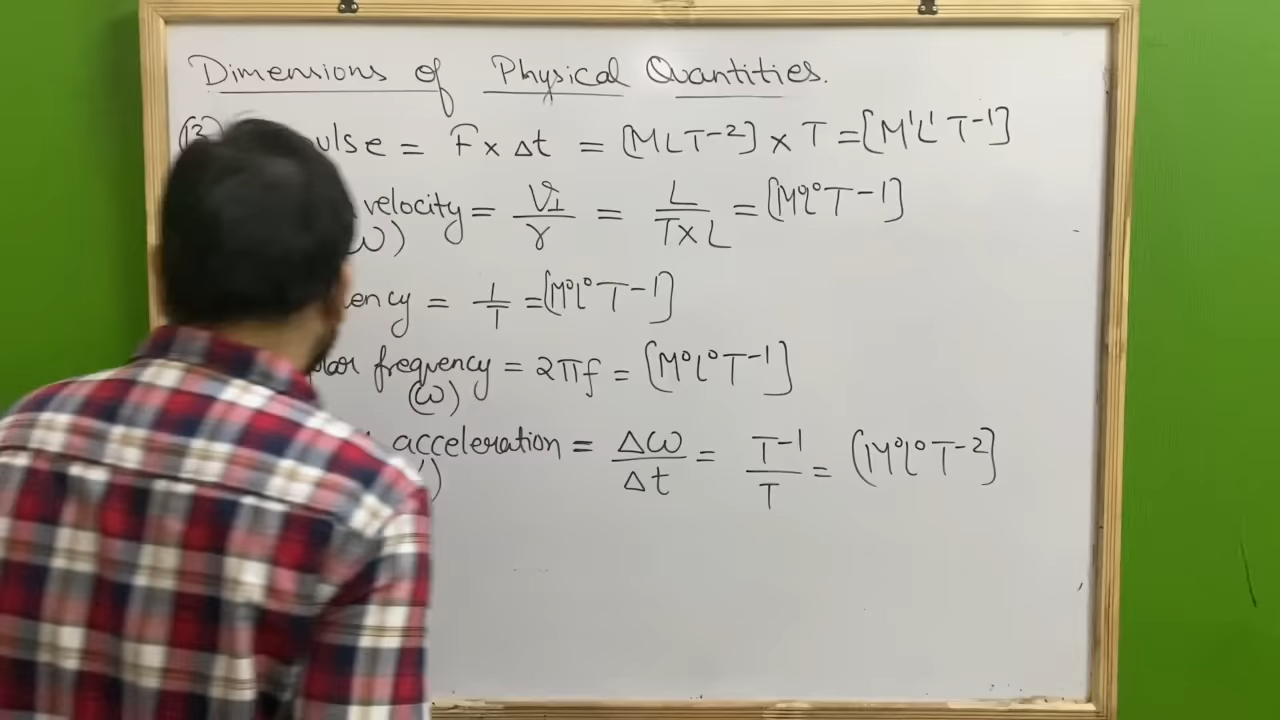 Dimensions of Physical Quantities.
(13) ulse = F x Δt = [MLT-2] x T = [M¹L¹T-1]
velocity = V⊥/r = L/T×L = [M⁰L⁰T-1]
(ω)
ency = 1/T = [M⁰L⁰T-1]
frequency = 2πf = [M⁰L⁰T-1]
(ω)
acceleration = Δω/Δt = T-1/T = [M⁰L⁰T-2]